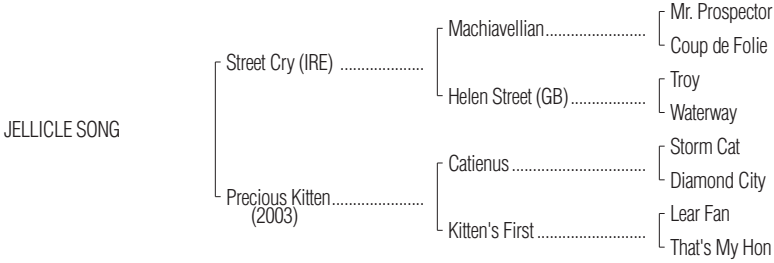 Mr. Prospector
Machiavellian........................
Coup de Folie
Street Cry (IRE) ....................
Troy
Helen Street (GB)..................
Waterway
JELLICLE SONG
Storm Cat
Catienus ................................
Diamond City
Precious Kitten......................
(2003)
Lear Fan
Kitten's First ..........................
That's My Hon